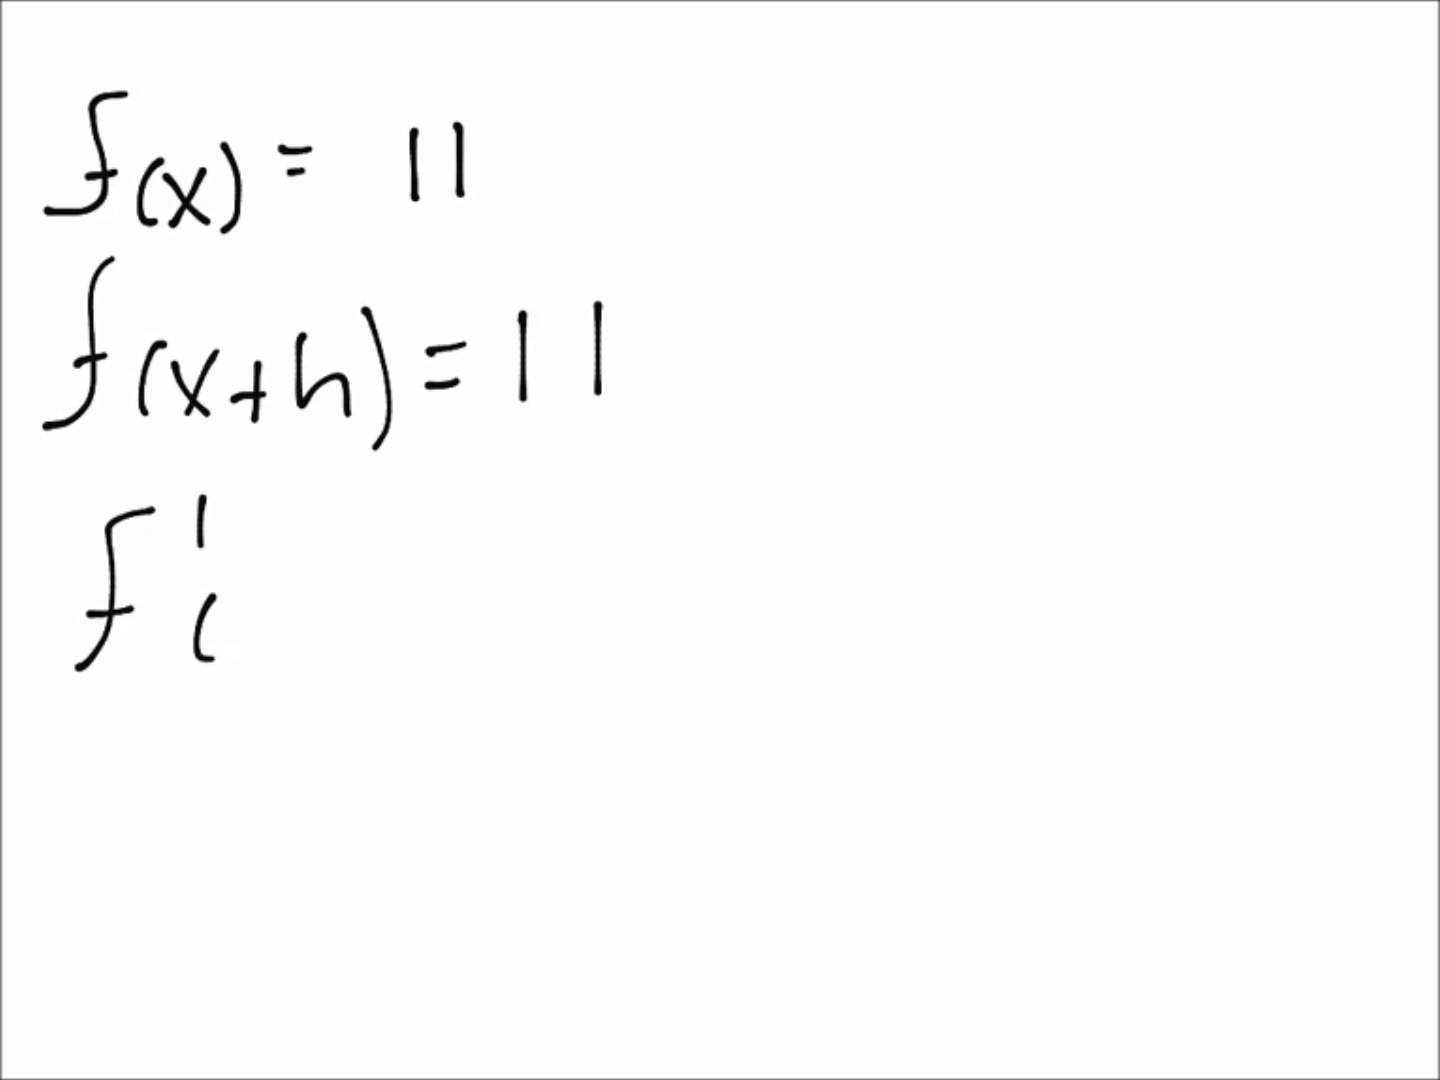 f(x) = 11
f(x+h) = 11
f'(